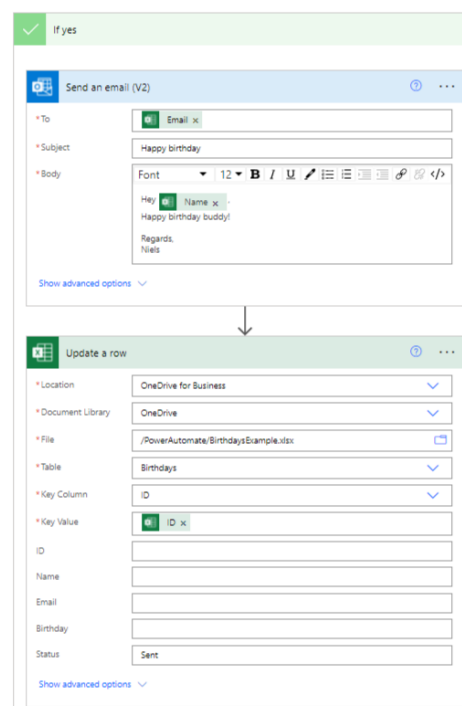 If yes
Send an email (V2)
* To
Email ×
* Subject
Happy birthday
* Body
Font 12 B I U </>
Hey Name × ,
Happy birthday buddy!
Regards,
Niels
Show advanced options
Update a row
* Location
OneDrive for Business
* Document Library
OneDrive
* File
/PowerAutomate/BirthdaysExample.xlsx
* Table
Birthdays
* Key Column
ID
* Key Value
ID ×
ID
Name
Email
Birthday
Status
Sent
Show advanced options